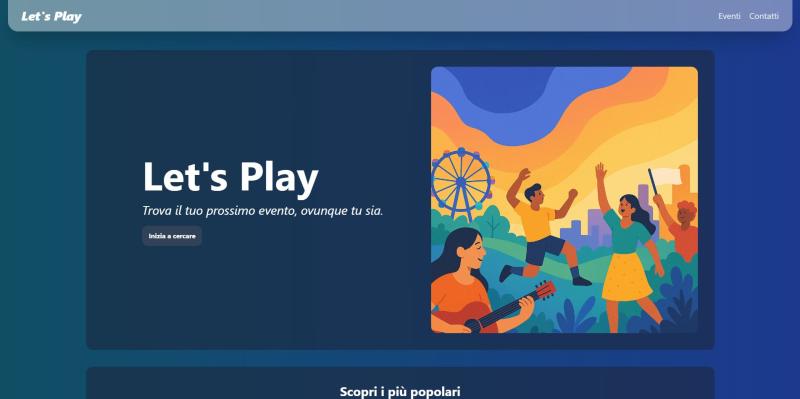 Let's Play
Eventi Contatti
Let's Play
Trova il tuo prossimo evento, ovunque tu sia.
Inizia a cercare
Scopri i più popolari